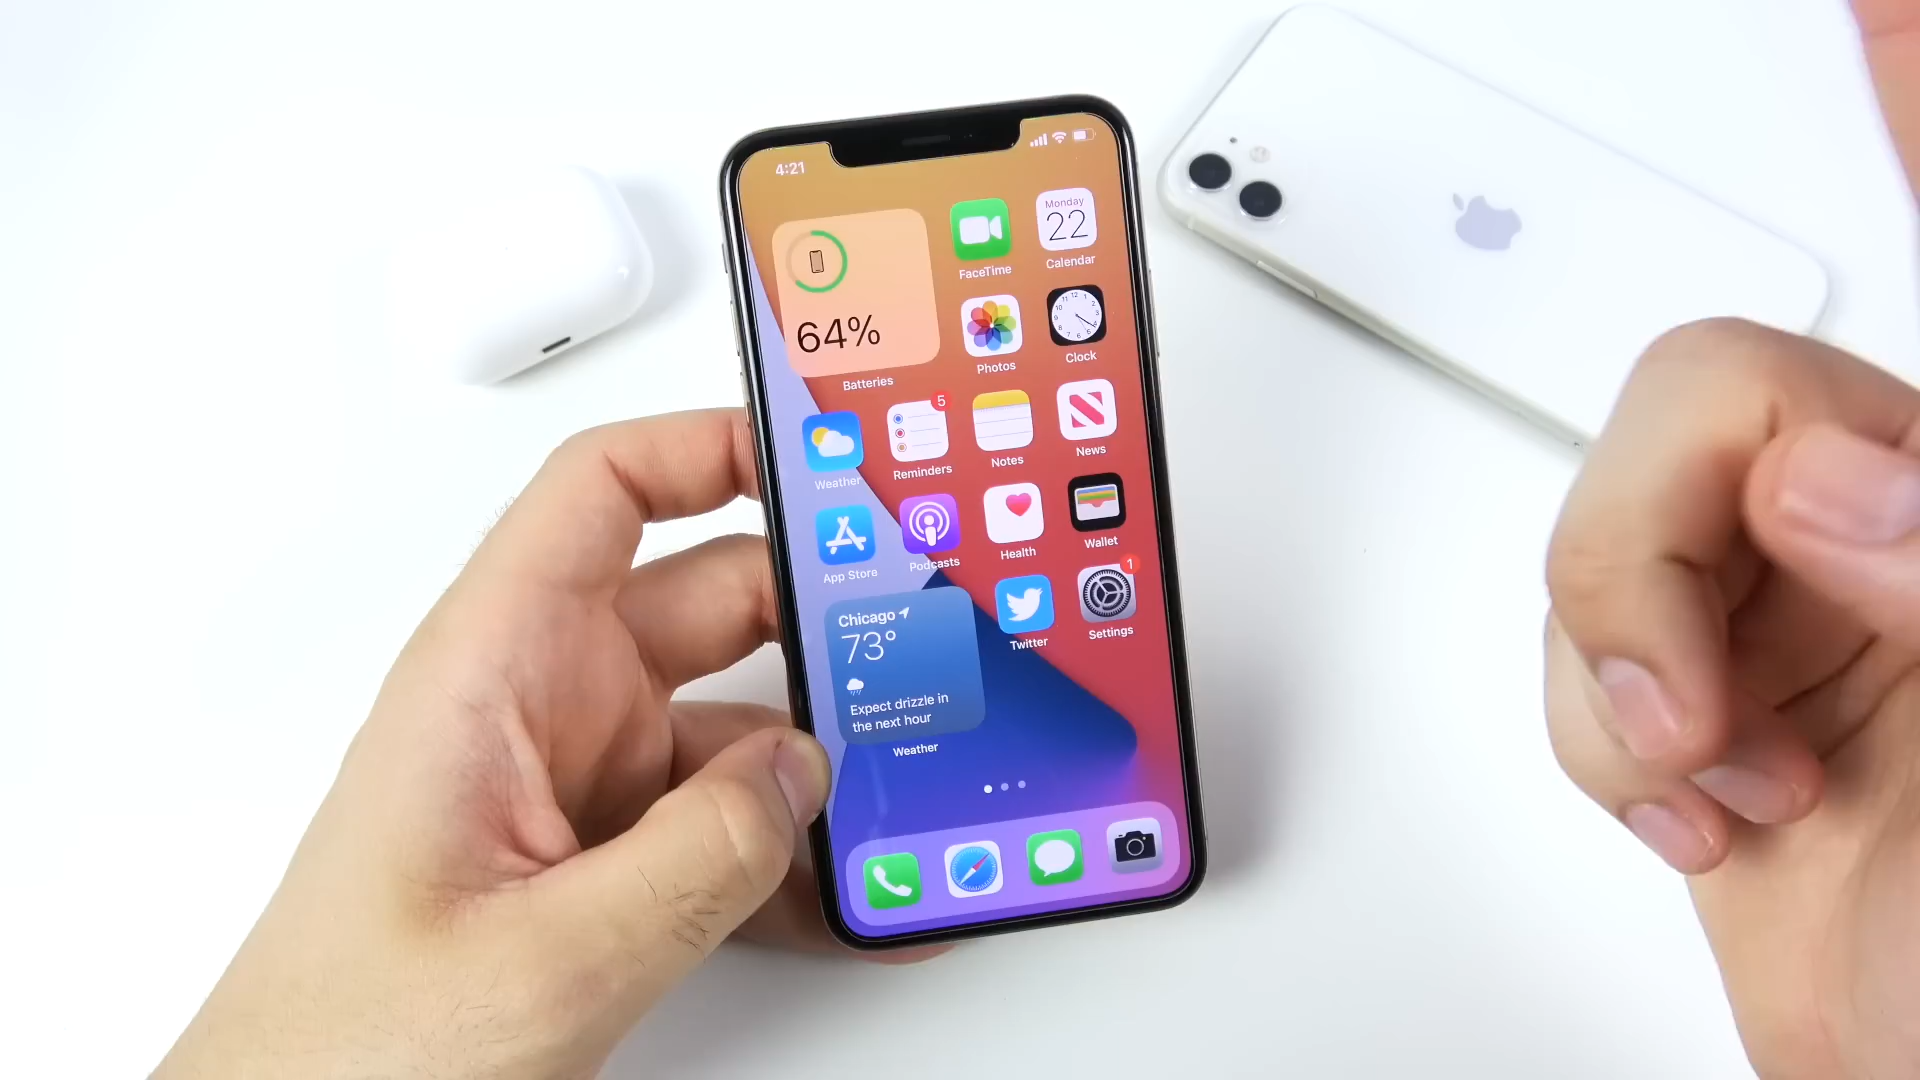 4:21
64%
Batteries
FaceTime
Monday
22
Calendar
Photos
Clock
Weather
5
Reminders
Notes
News
App Store
Podcasts
Health
Wallet
Chicago
73°
Expect drizzle in
the next hour
Weather
Twitter
1
Settings